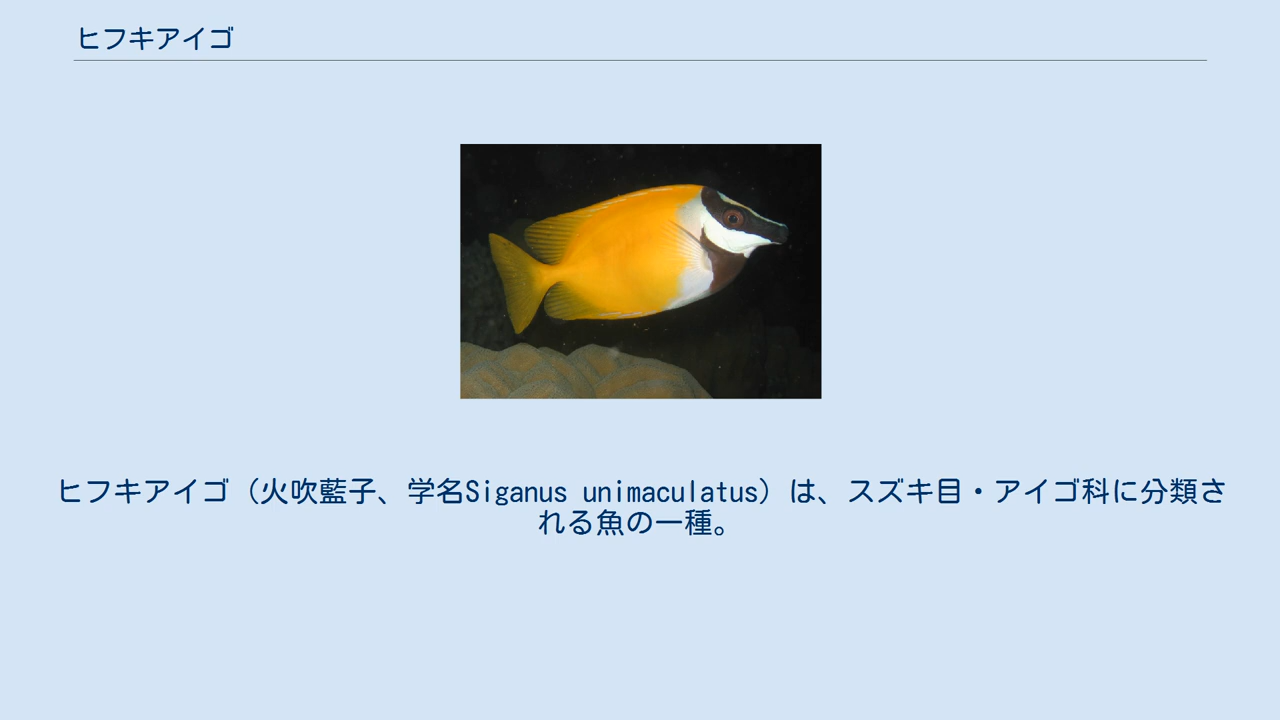 ヒフキアイゴ
ヒフキアイゴ（火吹藍子、学名Siganus unimaculatus）は、スズキ目・アイゴ科に分類さ
れる魚の一種。